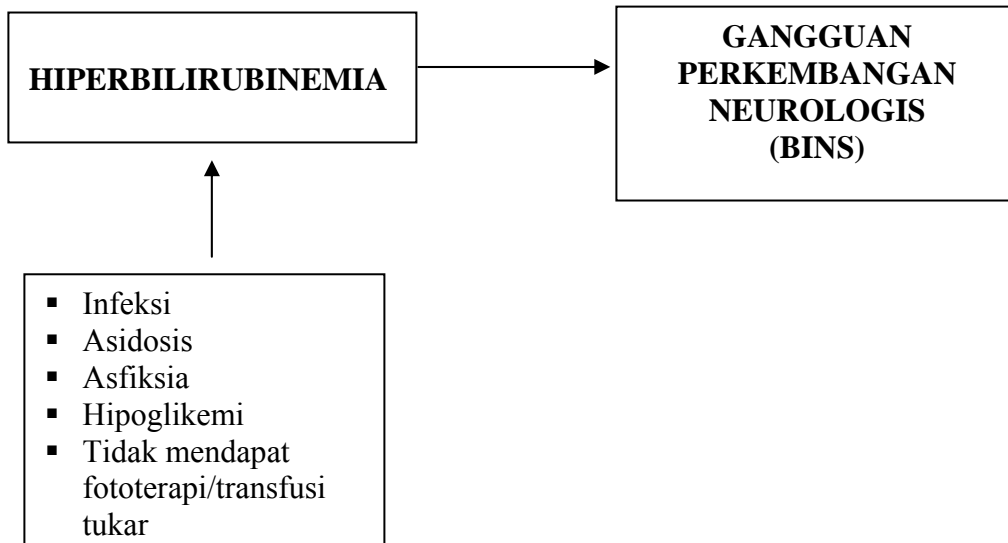 HIPERBILIRUBINEMIA
GANGGUAN
PERKEMBANGAN
NEUROLOGIS
(BINS)
▪ Infeksi
▪ Asidosis
▪ Asfiksia
▪ Hipoglikemi
▪ Tidak mendapat
fototerapi/transfusi
tukar